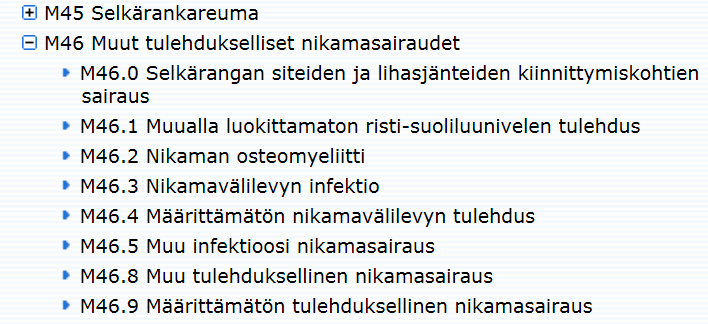 M45 Selkärankareuma
M46 Muut tulehdukselliset nikamasairaudet
M46.0 Selkärangan siteiden ja lihasjänteiden kiinnittymiskohtien
sairaus
M46.1 Muualla luokittamaton risti-suoliluunivelen tulehdus
M46.2 Nikaman osteomyeliitti
M46.3 Nikamavälilevyn infektio
M46.4 Määrittämätön nikamavälilevyn tulehdus
M46.5 Muu infektioosi nikamasairaus
M46.8 Muu tulehduksellinen nikamasairaus
M46.9 Määrittämätön tulehduksellinen nikamasairaus